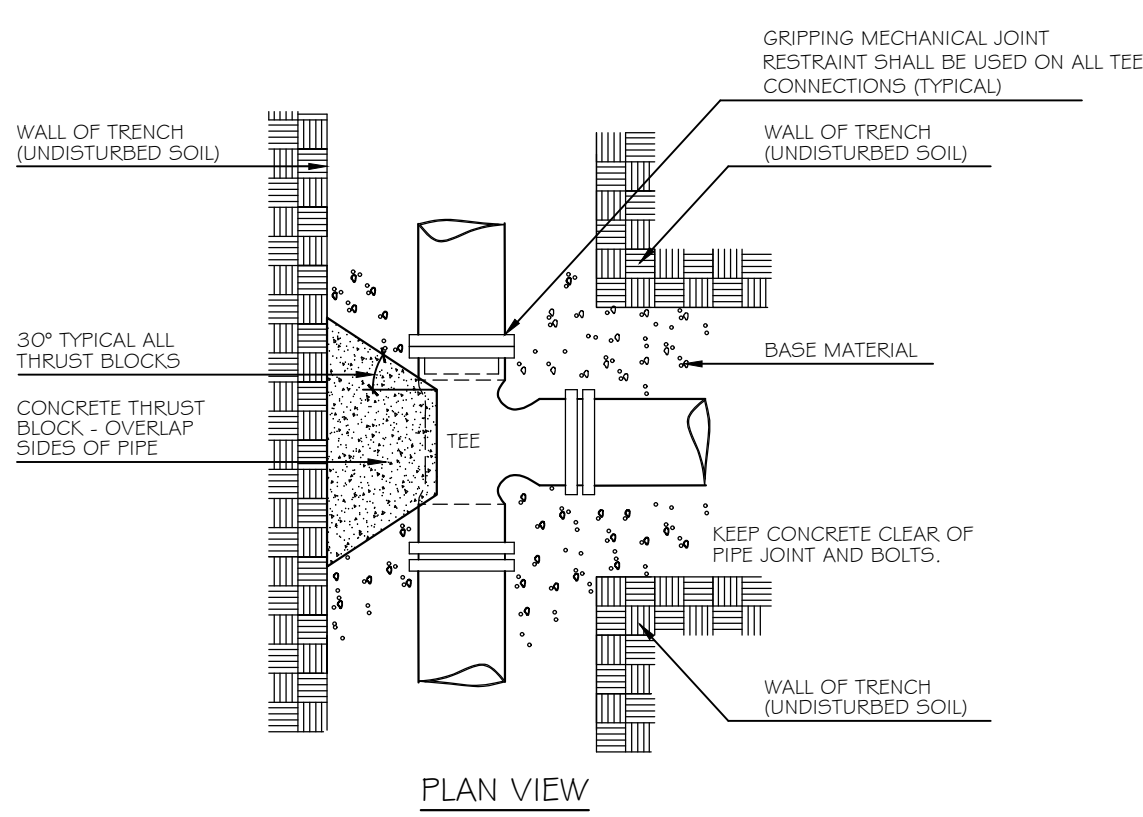 GRIPPING MECHANICAL JOINT
RESTRAINT SHALL BE USED ON ALL TEE
CONNECTIONS (TYPICAL)
WALL OF TRENCH
(UNDISTURBED SOIL)
WALL OF TRENCH
(UNDISTURBED SOIL)
30° TYPICAL ALL
THRUST BLOCKS
BASE MATERIAL
CONCRETE THRUST
BLOCK - OVERLAP
SIDES OF PIPE
TEE
KEEP CONCRETE CLEAR OF
PIPE JOINT AND BOLTS.
WALL OF TRENCH
(UNDISTURBED SOIL)
PLAN VIEW